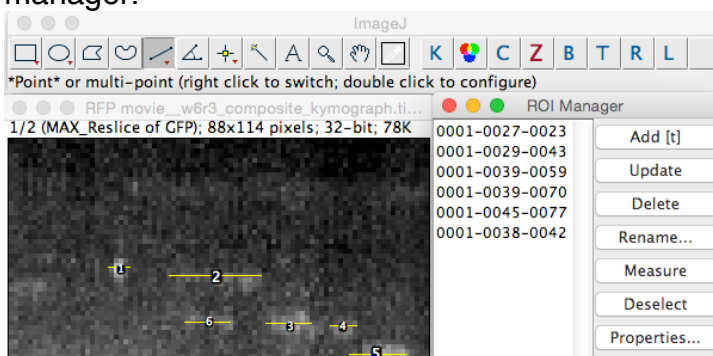 manager.
ImageJ
A K C Z B T R L
*Point* or multi-point (right click to switch; double click to configure)
RFP movie__w6r3_composite_kymograph.ti...
1/2 (MAX_Reslice of GFP); 88x114 pixels; 32-bit; 78K
1
2
6
3
4
5
ROI Manager
0001-0027-0023
0001-0029-0043
0001-0039-0059
0001-0039-0070
0001-0045-0077
0001-0038-0042
Add [t]
Update
Delete
Rename...
Measure
Deselect
Properties...